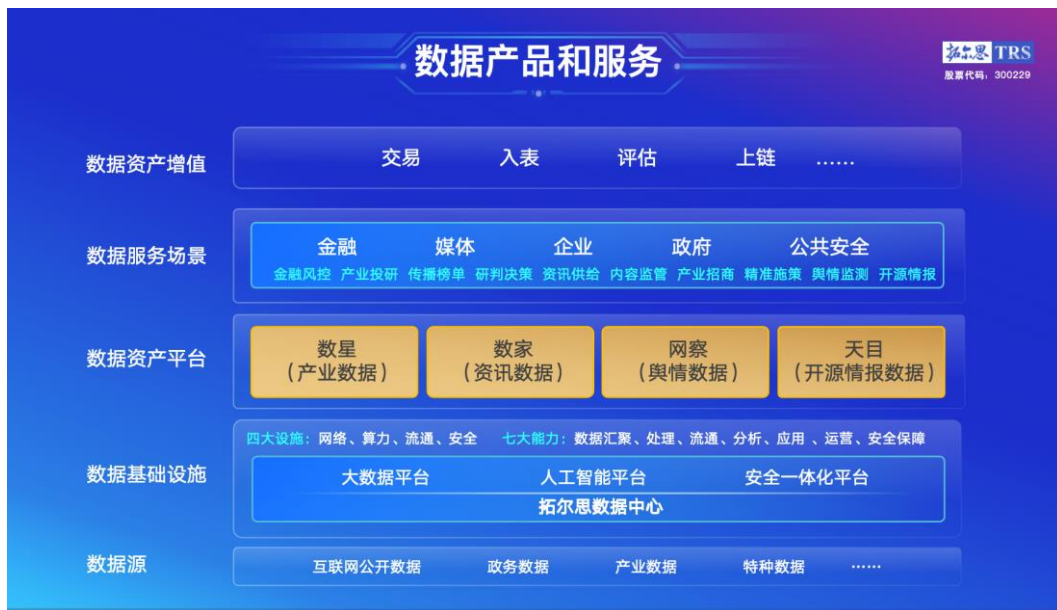 数据产品和服务
拓尔思 TRS
股票代码：300229
数据资产增值
交易 入表 评估 上链 ……
数据服务场景
金融 媒体 企业 政府 公共安全
金融风控 产业投研 传播榜单 研判决策 资讯供给 内容监管 产业招商 精准施策 舆情监测 开源情报
数据资产平台
数星
（产业数据）
数家
（资讯数据）
网察
（舆情数据）
天目
（开源情报数据）
数据基础设施
四大设施：网络、算力、流通、安全 七大能力：数据汇聚、处理、流通、分析、应用 、运营、安全保障
大数据平台 人工智能平台 安全一体化平台
拓尔思数据中心
数据源
互联网公开数据 政务数据 产业数据 特种数据 ……